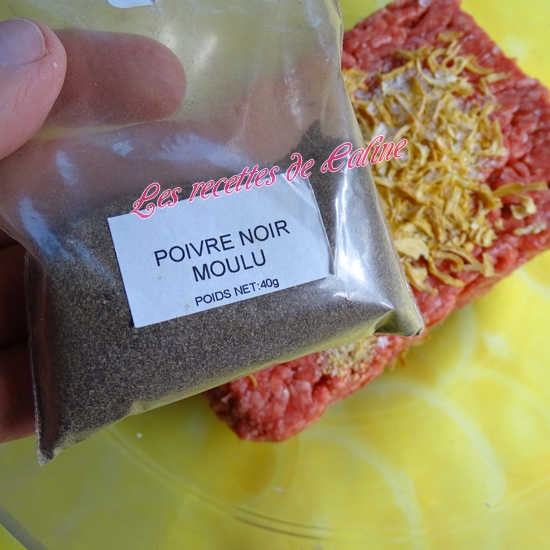 Les recettes de Caline
POIVRE NOIR
MOULU
POIDS NET:40g